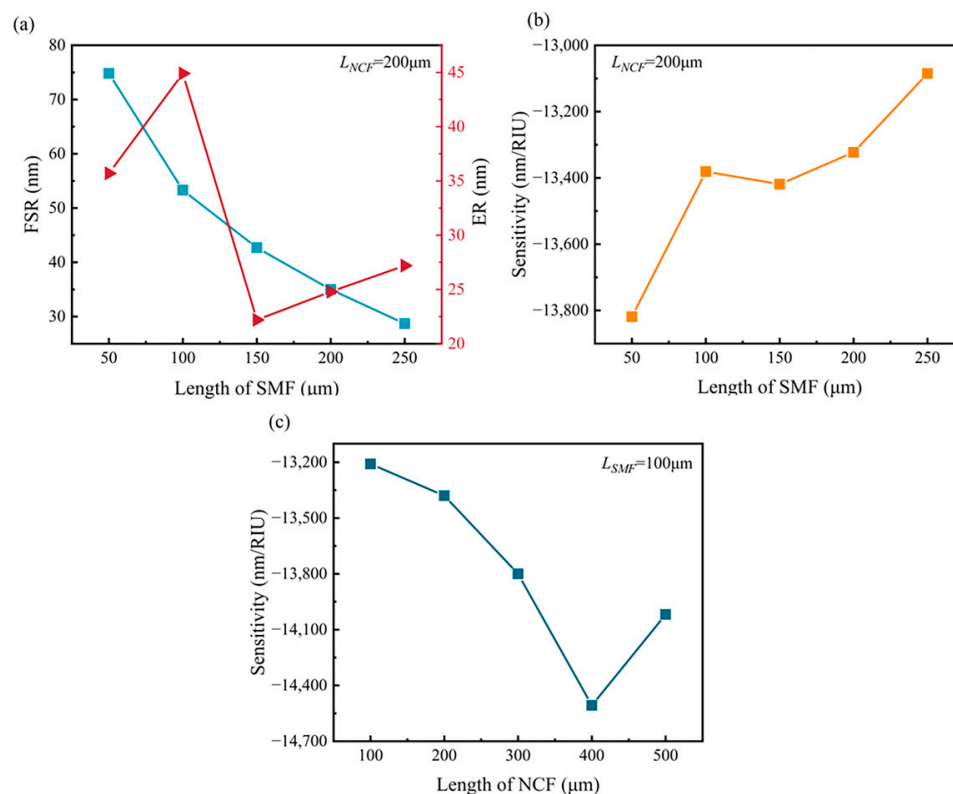 (a)
L_NCF=200μm
80
70
60
50
40
30
FSR (nm)
45
40
35
30
25
20
ER (nm)
50 100 150 200 250
Length of SMF (μm)
(b)
L_NCF=200μm
−13,000
−13,200
−13,400
−13,600
−13,800
Sensitivity (nm/RIU)
50 100 150 200 250
Length of SMF (μm)
(c)
L_SMF=100μm
−13,200
−13,500
−13,800
−14,100
−14,400
−14,700
Sensitivity (nm/RIU)
100 200 300 400 500
Length of NCF (μm)